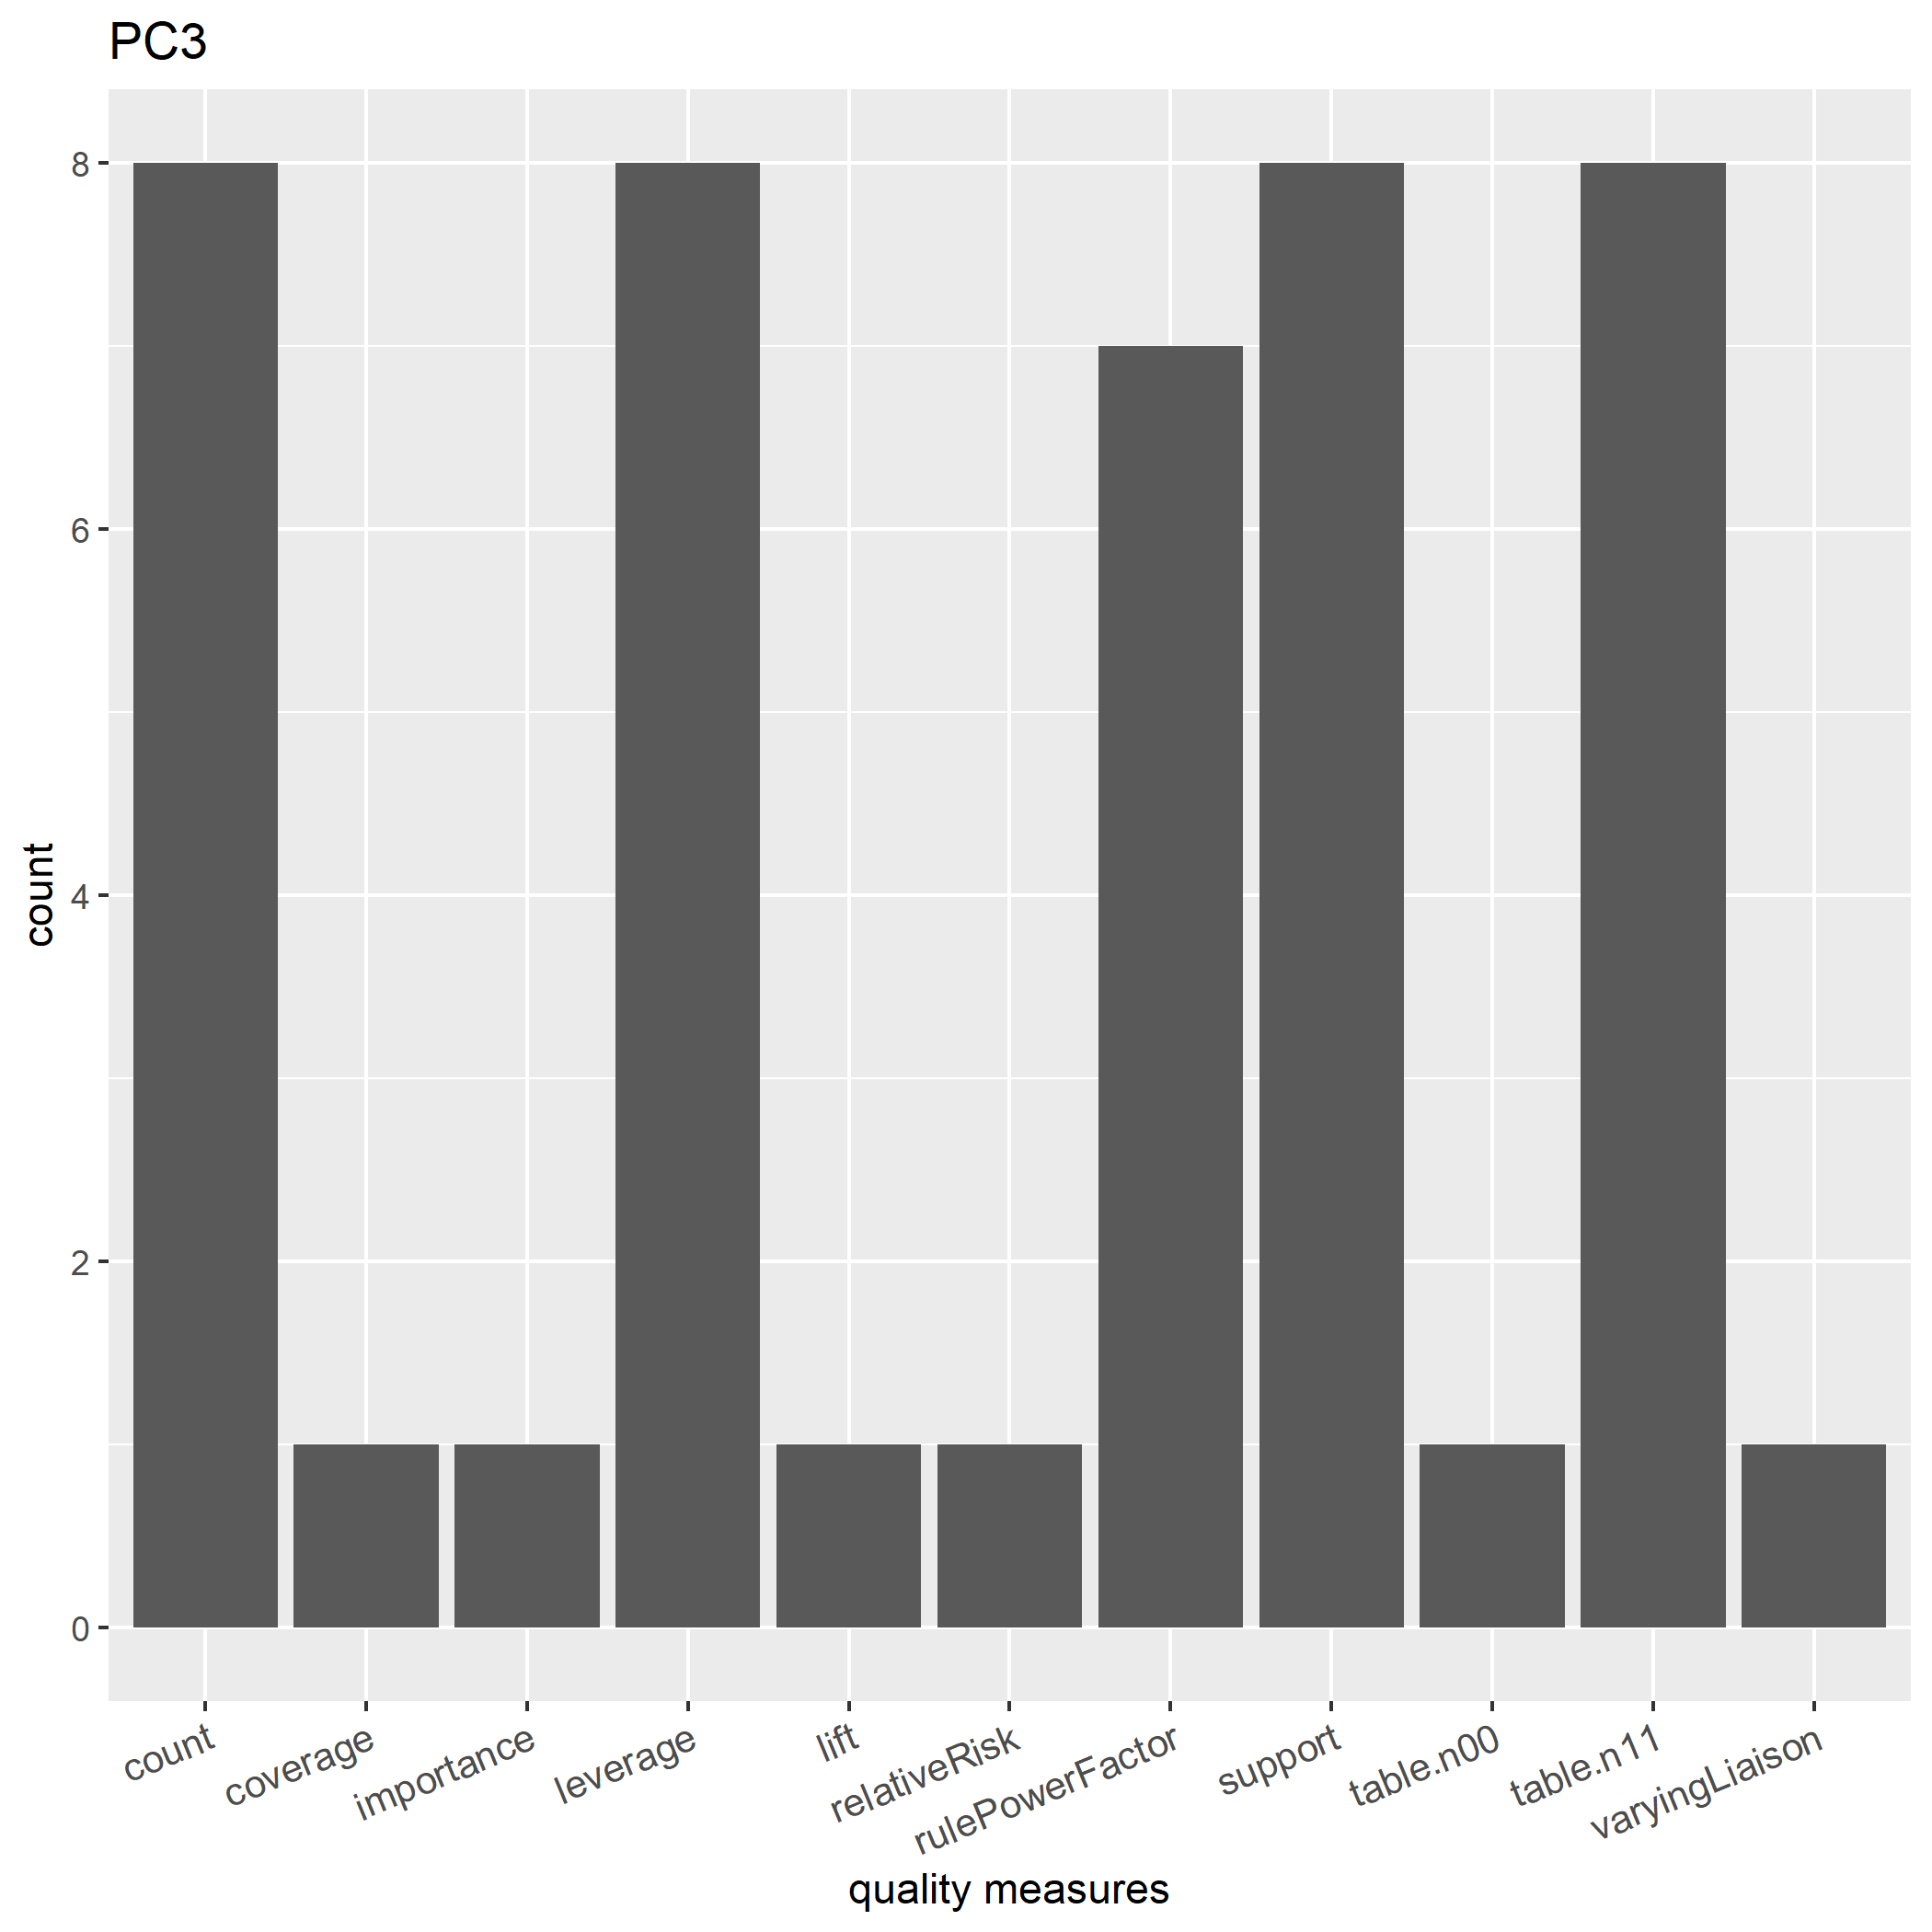 PC3
8
6
4
2
0
count
count
coverage
importance
leverage
lift
relativeRisk
rulePowerFactor
support
table.n00
table.n11
varyingLiaison
quality measures